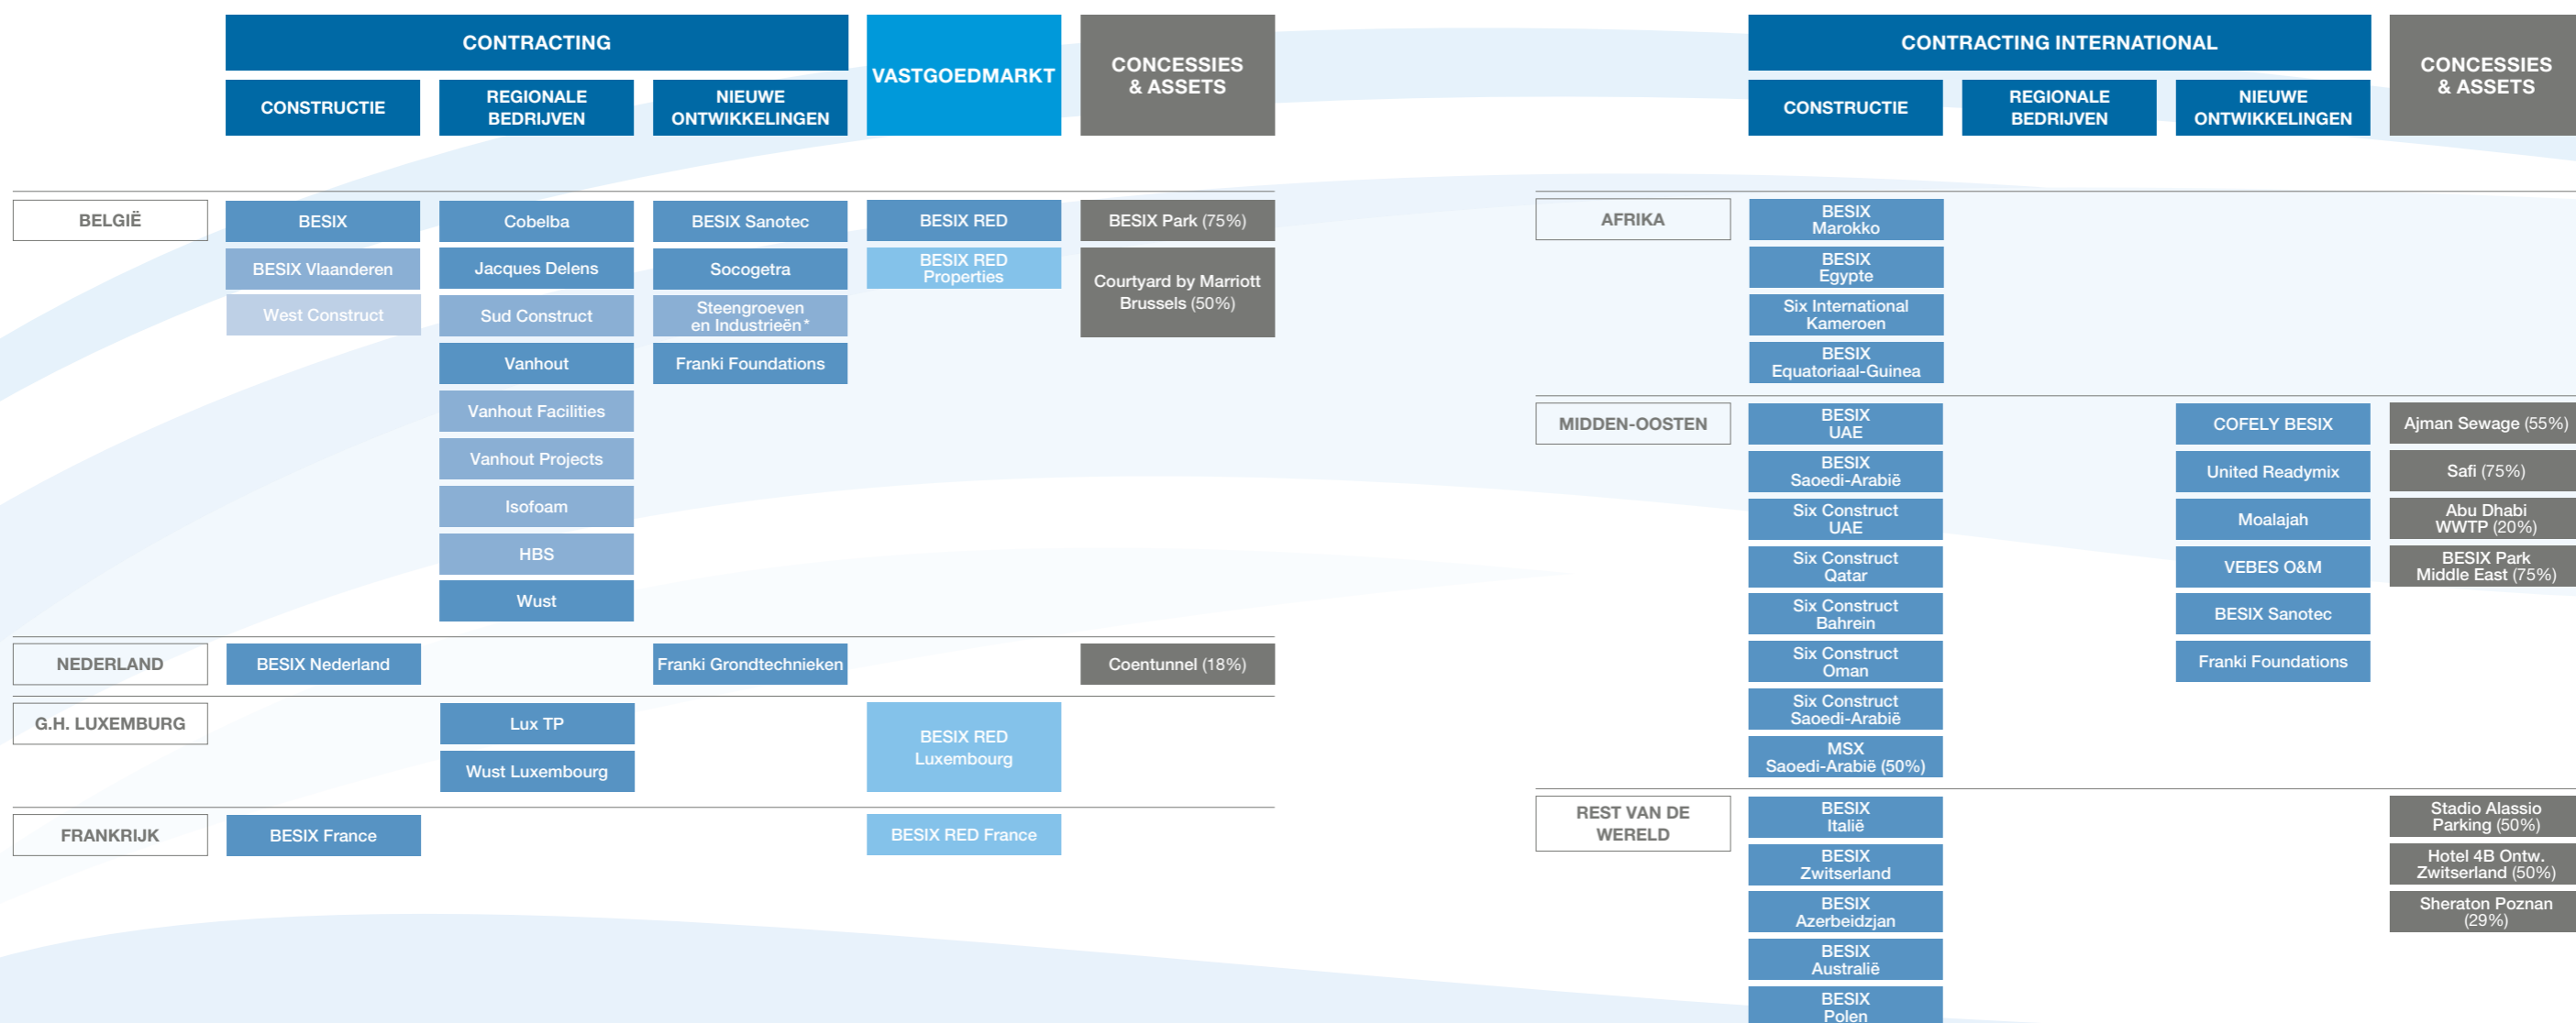 CONTRACTING
CONSTRUCTIE
REGIONALE
BEDRIJVEN
NIEUWE
ONTWIKKELINGEN
VASTGOEDMARKT
CONCESSIES
& ASSETS
BELGIË
BESIX
BESIX Vlaanderen
West Construct
Cobelba
Jacques Delens
Sud Construct
Vanhout
Vanhout Facilities
Vanhout Projects
Isofoam
HBS
Wust
BESIX Sanotec
Socogetra
Steengroeven
en Industrieën*
Franki Foundations
BESIX RED
BESIX RED
Properties
BESIX Park (75%)
Courtyard by Marriott
Brussels (50%)
NEDERLAND
BESIX Nederland
Franki Grondtechnieken
Coentunnel (18%)
G.H. LUXEMBURG
Lux TP
Wust Luxembourg
BESIX RED
Luxembourg
FRANKRIJK
BESIX France
BESIX RED France
CONTRACTING INTERNATIONAL
CONSTRUCTIE
REGIONALE
BEDRIJVEN
NIEUWE
ONTWIKKELINGEN
CONCESSIES
& ASSETS
AFRIKA
BESIX
Marokko
BESIX
Egypte
Six International
Kameroen
BESIX
Equatoriaal-Guinea
MIDDEN-OOSTEN
BESIX
UAE
BESIX
Saoedi-Arabië
Six Construct
UAE
Six Construct
Qatar
Six Construct
Bahrein
Six Construct
Oman
Six Construct
Saoedi-Arabië
MSX
Saoedi-Arabië (50%)
COFELY BESIX
United Readymix
Moalajah
VEBES O&M
BESIX Sanotec
Franki Foundations
Ajman Sewage (55%)
Safi (75%)
Abu Dhabi
WWTP (20%)
BESIX Park
Middle East (75%)
REST VAN DE
WERELD
BESIX
Italië
BESIX
Zwitserland
BESIX
Azerbeidzjan
BESIX
Australië
BESIX
Polen
Stadio Alassio
Parking (50%)
Hotel 4B Ontw.
Zwitserland (50%)
Sheraton Poznan
(29%)